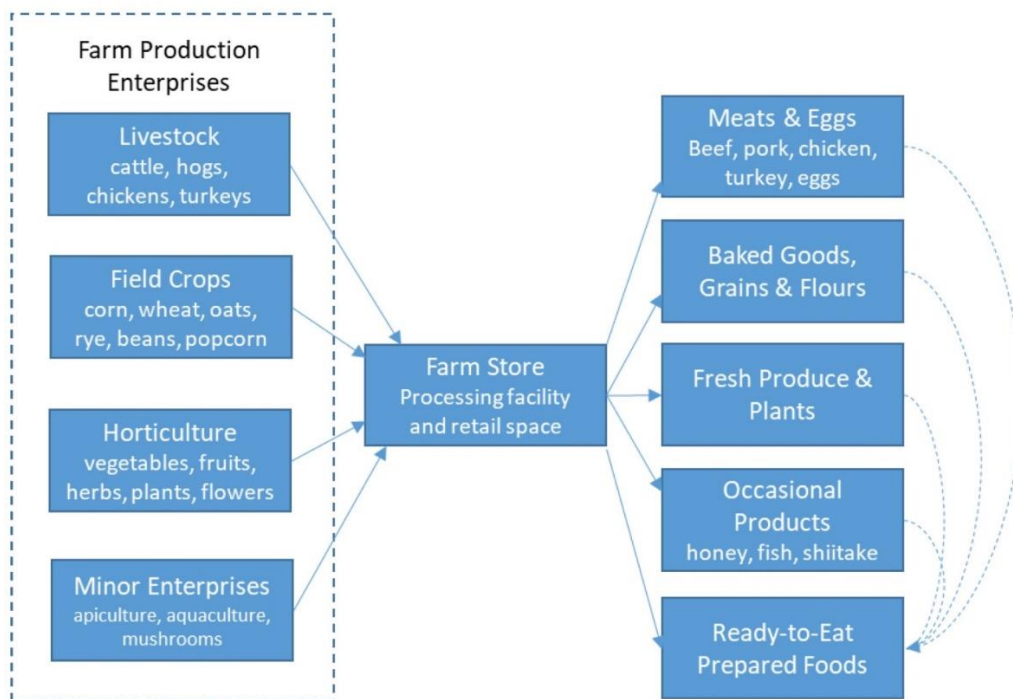 Farm Production
Enterprises
Livestock
cattle, hogs,
chickens, turkeys
Field Crops
corn, wheat, oats,
rye, beans, popcorn
Horticulture
vegetables, fruits,
herbs, plants, flowers
Minor Enterprises
apiculture, aquaculture,
mushrooms
Farm Store
Processing facility
and retail space
Meats & Eggs
Beef, pork, chicken,
turkey, eggs
Baked Goods,
Grains & Flours
Fresh Produce &
Plants
Occasional
Products
honey, fish, shiitake
Ready-to-Eat
Prepared Foods